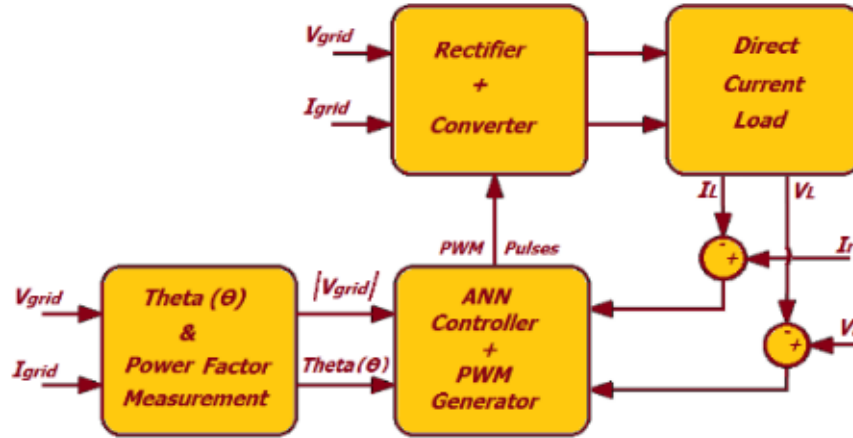 Vgrid
Igrid
Rectifier
+
Converter
Direct
Current
Load
IL
VL
-
+
PWM Pulses
-
+
Vgrid
Igrid
Theta (θ)
&
Power Factor
Measurement
|Vgrid|
Theta (θ)
ANN
Controller
+
PWM
Generator